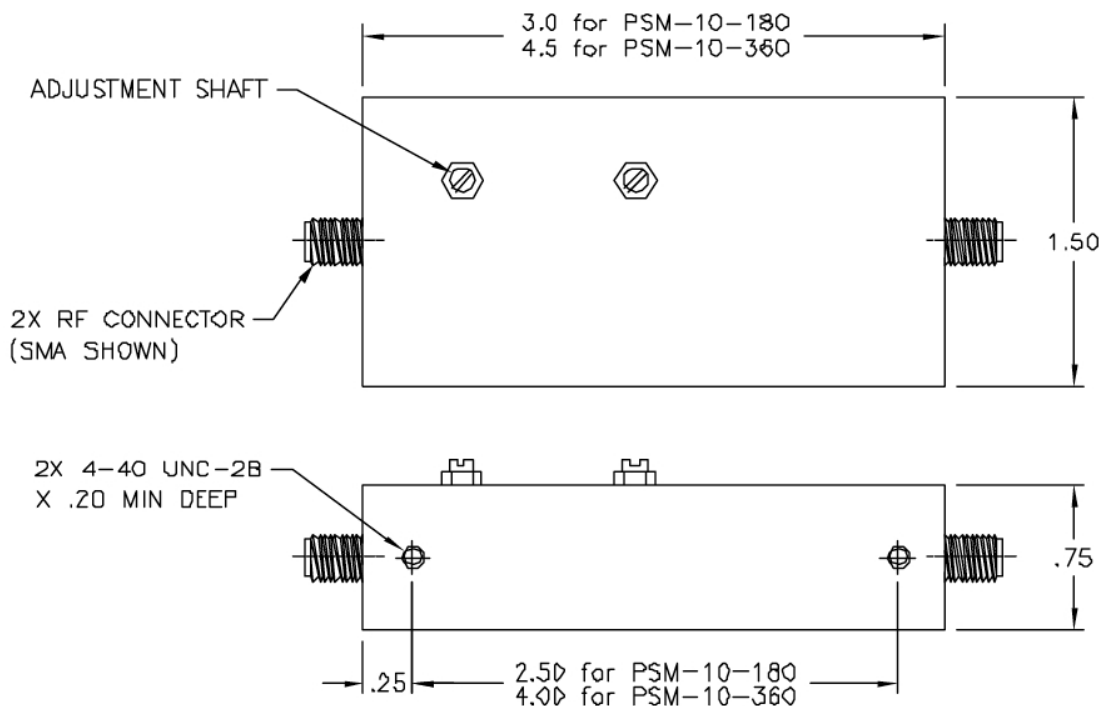 3.0 for PSM-10-180
4.5 for PSM-10-360
ADJUSTMENT SHAFT
1.50
2X RF CONNECTOR
(SMA SHOWN)
2X 4-40 UNC-2B
X .20 MIN DEEP
.75
.25
2.50 for PSM-10-180
4.00 for PSM-10-360